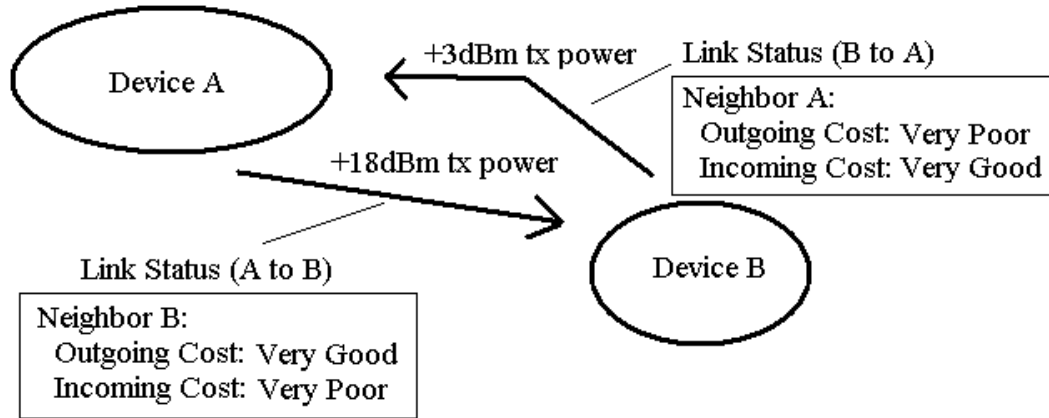 +3dBm tx power
Link Status (B to A)
Device A
Neighbor A:
Outgoing Cost: Very Poor
Incoming Cost: Very Good
+18dBm tx power
Link Status (A to B)
Device B
Neighbor B:
Outgoing Cost: Very Good
Incoming Cost: Very Poor